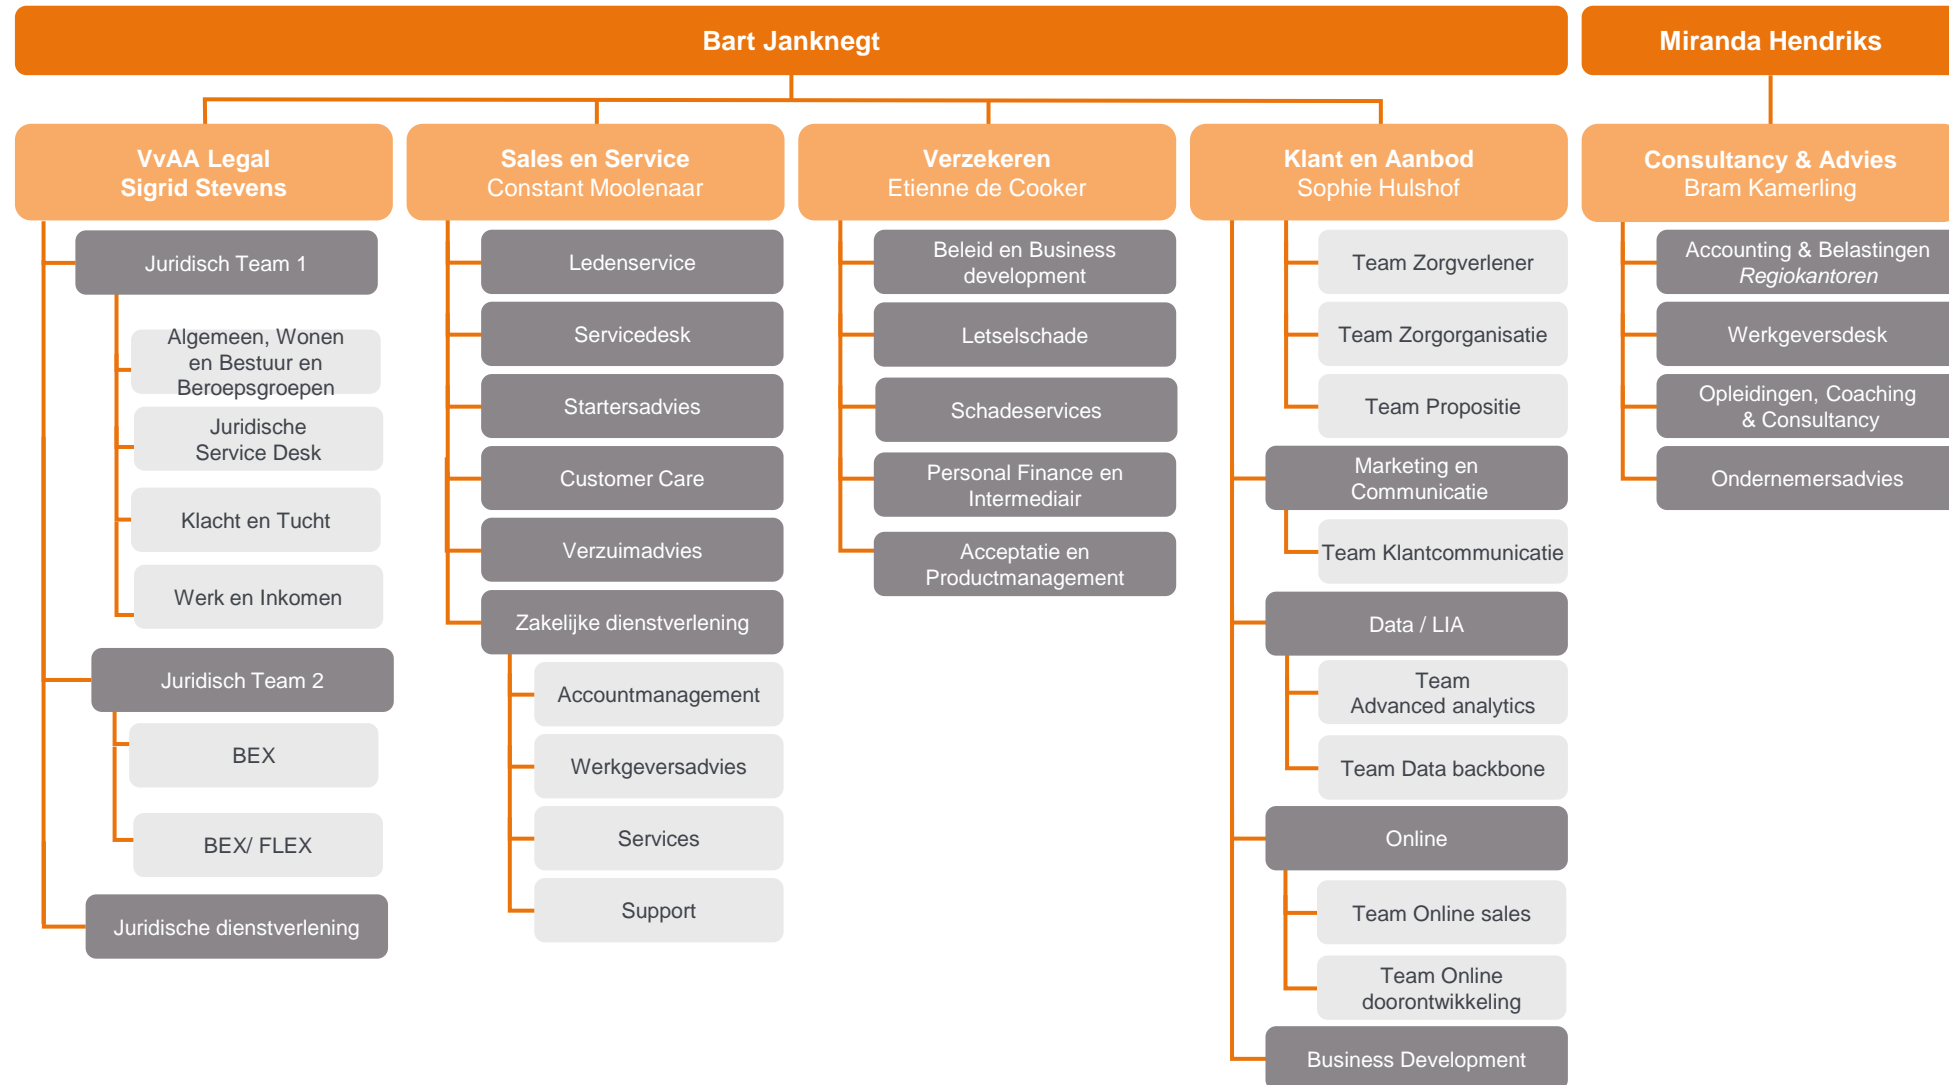 Bart Janknegt
Miranda Hendriks
VvAA Legal
Sigrid Stevens
Juridisch Team 1
Algemeen, Wonen
en Bestuur en
Beroepsgroepen
Juridische
Service Desk
Klacht en Tucht
Werk en Inkomen
Juridisch Team 2
BEX
BEX/ FLEX
Juridische dienstverlening
Sales en Service
Constant Moolenaar
Ledenservice
Servicedesk
Startersadvies
Customer Care
Verzuimadvies
Zakelijke dienstverlening
Accountmanagement
Werkgeversadvies
Services
Support
Verzekeren
Etienne de Cooker
Beleid en Business
development
Letselschade
Schadeservices
Personal Finance en
Intermediair
Acceptatie en
Productmanagement
Klant en Aanbod
Sophie Hulshof
Team Zorgverlener
Team Zorgorganisatie
Team Propositie
Marketing en
Communicatie
Team Klantcommunicatie
Data / LIA
Team
Advanced analytics
Team Data backbone
Online
Team Online sales
Team Online
doorontwikkeling
Business Development
Consultancy & Advies
Bram Kamerling
Accounting & Belastingen
Regiokantoren
Werkgeversdesk
Opleidingen, Coaching
& Consultancy
Ondernemersadvies